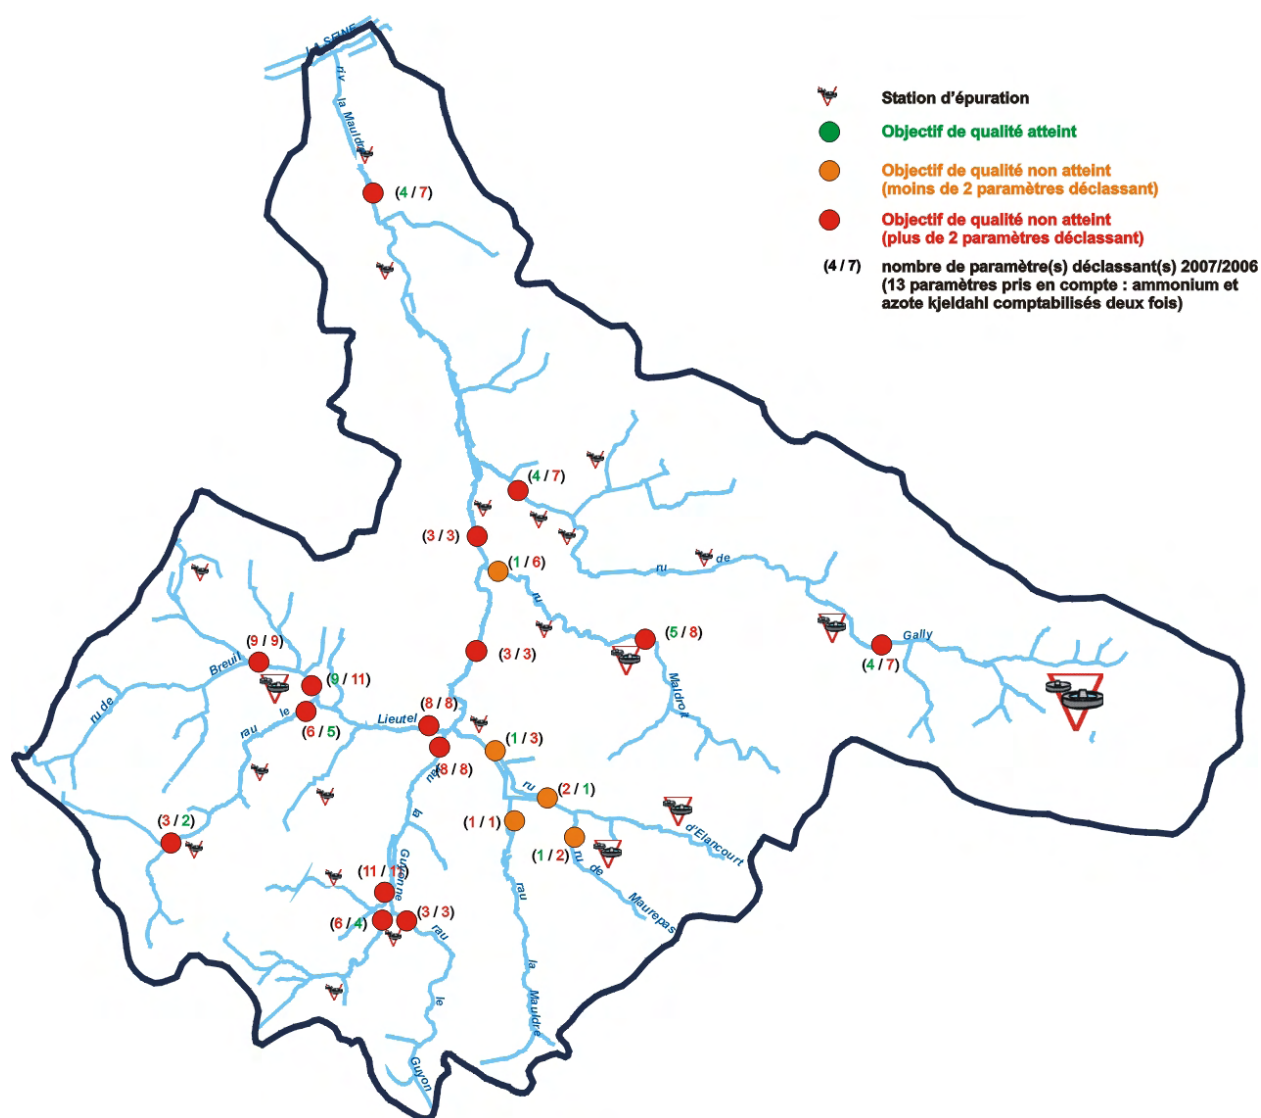 LA SEINE
riv
la Mauldre
Station d'épuration
Objectif de qualité atteint
Objectif de qualité non atteint
(moins de 2 paramètres déclassant)
Objectif de qualité non atteint
(plus de 2 paramètres déclassant)
(4 / 7) nombre de paramètre(s) déclassant(s) 2007/2006
(13 paramètres pris en compte : ammonium et
azote kjeldahl comptabilisés deux fois)
(4 / 7)
(4 / 7)
(3 / 3)
(1 / 6)
ru
de
Gally
(4 / 7)
ru
Maldroit
(5 / 8)
(3 / 3)
(9 / 9)
Breuil
ru de
(9 / 11)
(6 / 5)
rau
le
Lieutel
(8 / 8)
(8 / 8)
(1 / 3)
ru
(2 / 1)
d'Elancourt
(1 / 1)
(1 / 2)
ru
de
Maurepas
(3 / 2)
la
Guyonne
(11 /
(6 / 4)
(3 / 3)
rau
le
Guyon
rau
la
Mauldre